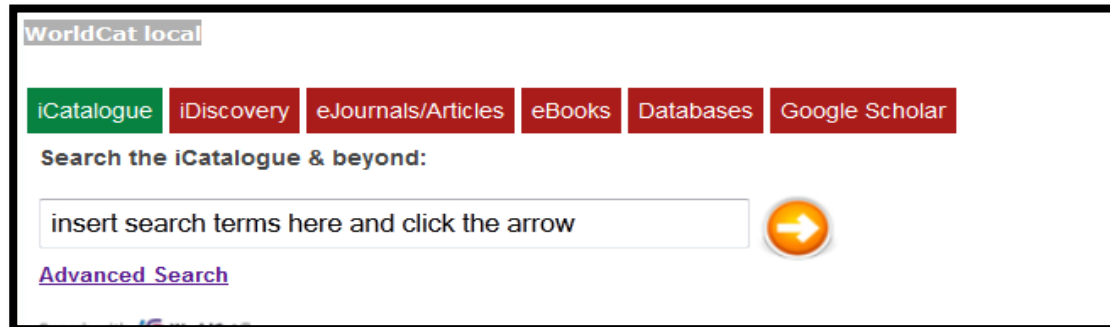 WorldCat local
iCatalogue iDiscovery eJournals/Articles eBooks Databases Google Scholar
Search the iCatalogue & beyond:
insert search terms here and click the arrow
Advanced Search